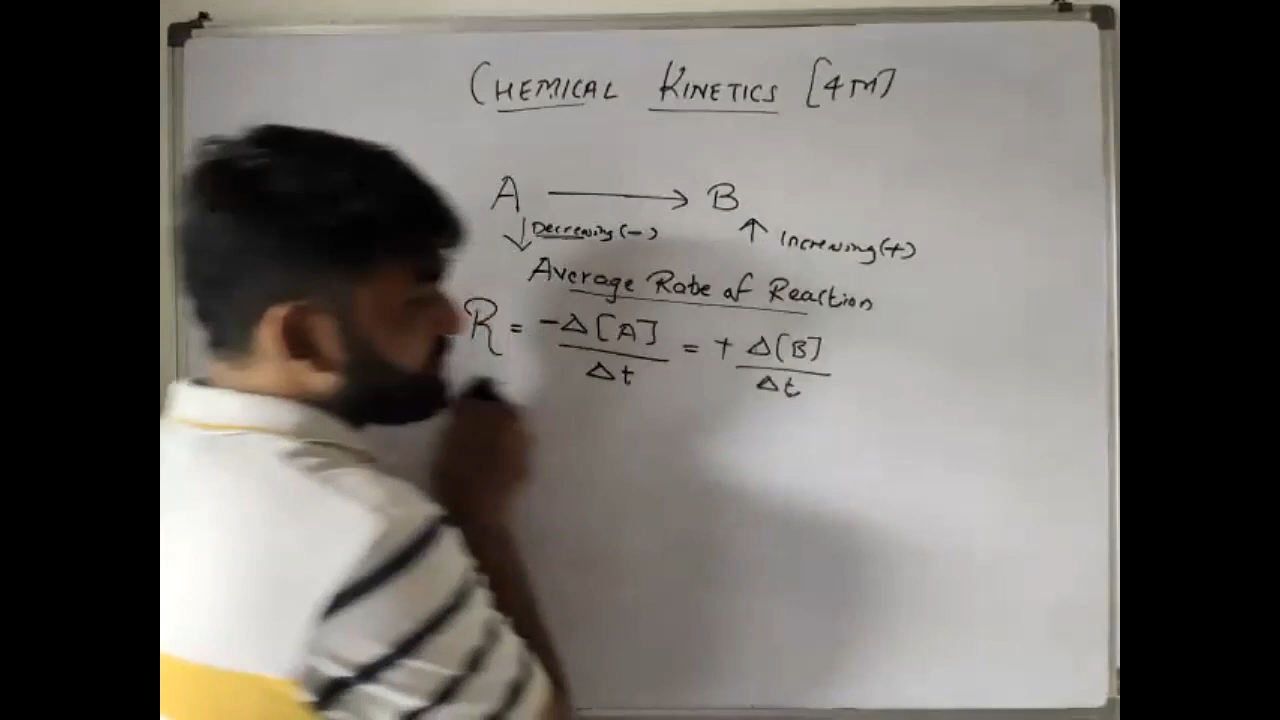 CHEMICAL KINETICS [4M]
A ⟶ B
↓ Decreasing (-) ↑ Increasing (+)
Average Rate of Reaction
R = -Δ[A]/Δt = + Δ[B]/Δt